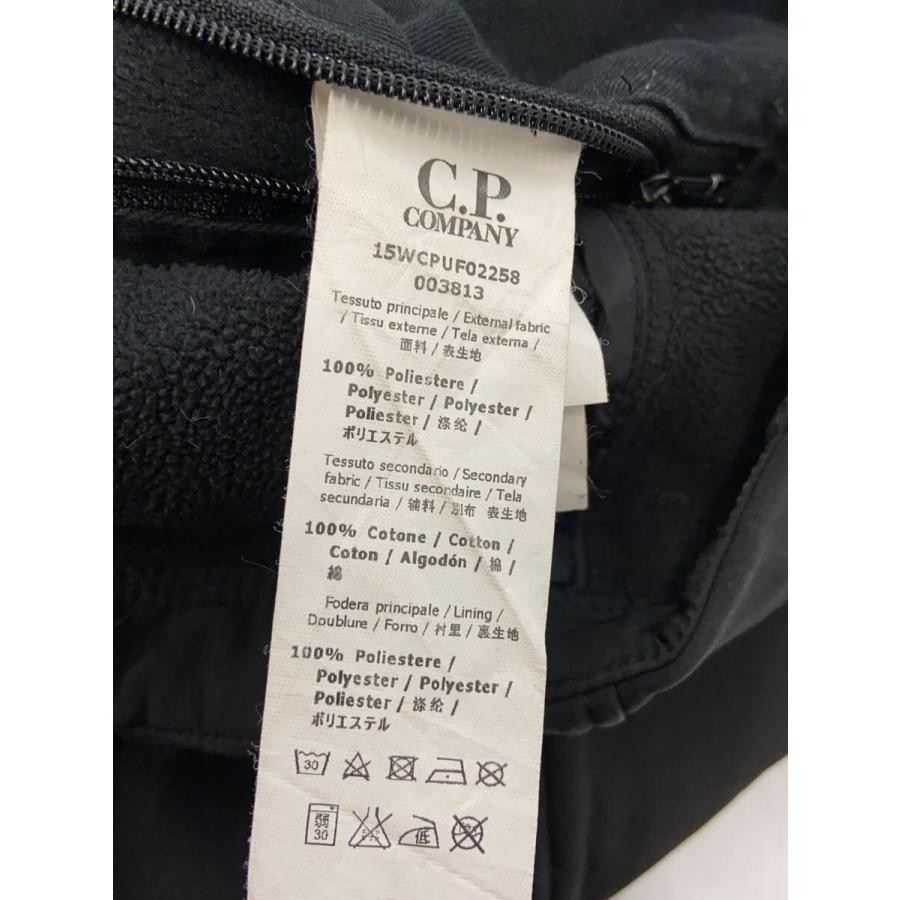 C.P.
COMPANY
15WCPUF02258
003813
Tessuto principale / External fabric
/ Tissu externe / Tela externa /
面料 / 表生地
100% Poliestere /
Polyester / Polyester /
Poliester / 涤纶 /
ポリエステル
Tessuto secondario / Secondary
fabric / Tissu secondaire / Tela
secundaria / 辅料 / 別布 表生地
100% Cotone / Cotton /
Coton / Algodón / 棉 /
綿
Fodera principale / Lining /
Doublure / Forro / 衬里 / 裏生地
100% Poliestere /
Polyester / Polyester /
Poliester / 涤纶 /
ポリエステル
30
弱 低
30